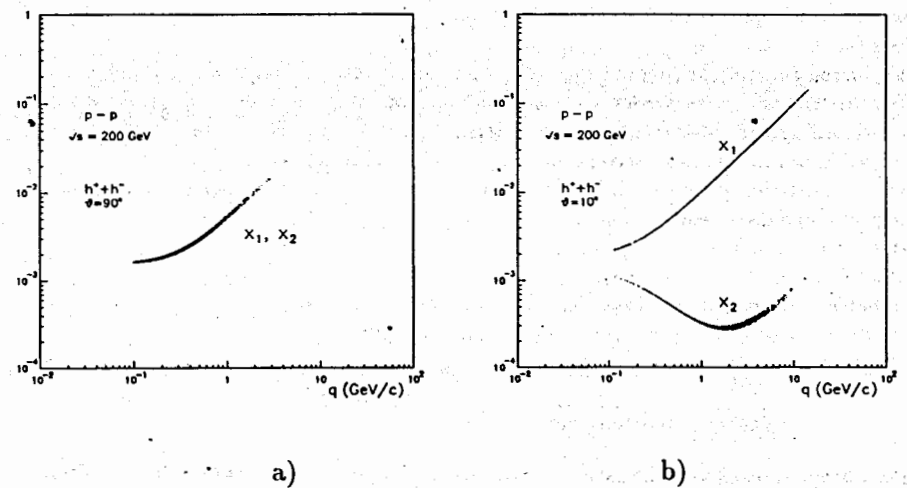 1
10⁻¹
10⁻²
10⁻³
10⁻⁴
p – p
√s = 200 GeV
h⁺+h⁻
ϑ=90°
X₁, X₂
10⁻² 10⁻¹ 1 10 10²
q (GeV/c)
a)
1
10⁻¹
10⁻²
10⁻³
10⁻⁴
p – p
√s = 200 GeV
h⁺+h⁻
ϑ=10°
X₁
X₂
10⁻² 10⁻¹ 1 10 10²
q (GeV/c)
b)